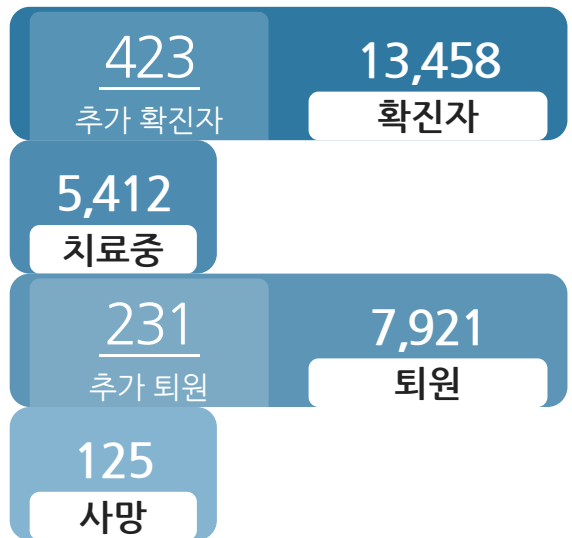 423
추가 확진자
13,458
확진자
5,412
치료중
231
추가 퇴원
7,921
퇴원
125
사망